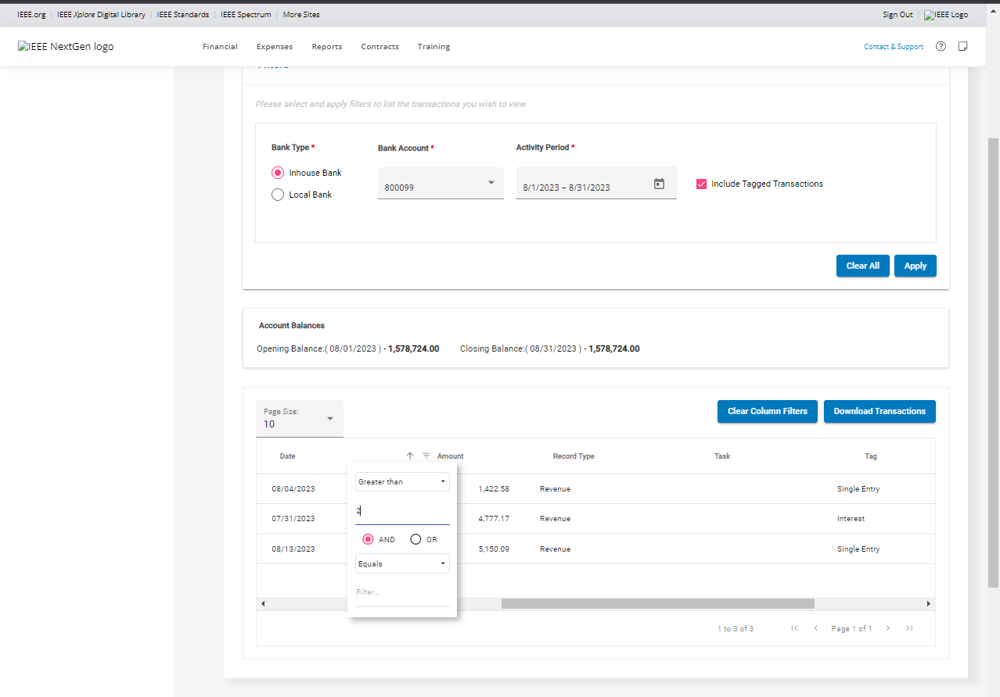 IEEE.org IEEE Xplore Digital Library IEEE Standards IEEE Spectrum More Sites Sign Out IEEE Logo
IEEE NextGen logo Financial Expenses Reports Contracts Training Contact & Support
Filters
Please select and apply filters to list the transactions you wish to view
Bank Type * Bank Account * Activity Period *
Inhouse Bank
Local Bank
800099
8/1/2023 – 8/31/2023
Include Tagged Transactions
Clear All Apply
Account Balances
Opening Balance:( 08/01/2023 ) - 1,578,724.00 Closing Balance:( 08/31/2023 ) - 1,578,724.00
Page Size:
10
Clear Column Filters Download Transactions
Date Amount Record Type Task Tag
08/04/2023 1,422.58 Revenue Single Entry
07/31/2023 4,777.17 Revenue Interest
08/13/2023 5,150.09 Revenue Single Entry
Greater than
2
AND OR
Equals
Filter...
1 to 3 of 3 Page 1 of 1